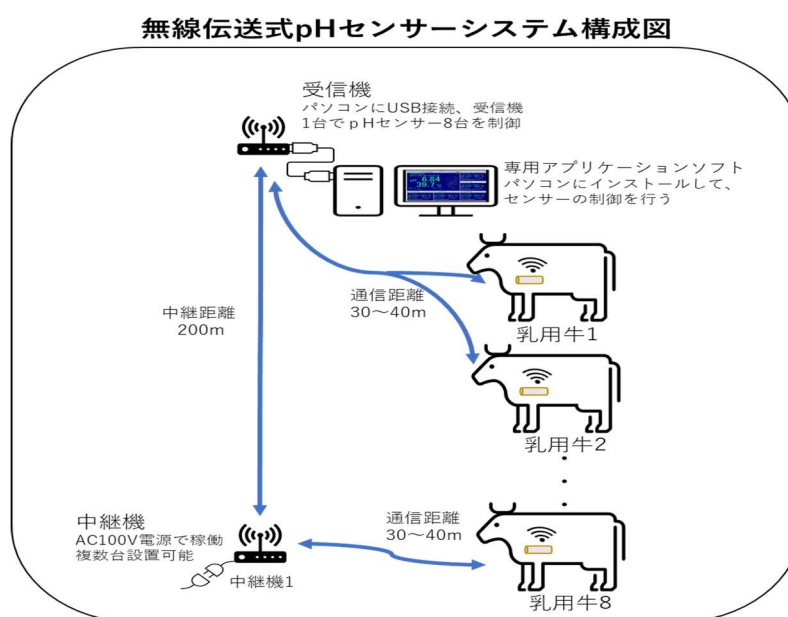 無線伝送式pHセンサーシステム構成図
受信機
パソコンにUSB接続、受信機
1台でｐHセンサー8台を制御
6.84
39.7
専用アプリケーションソフト
パソコンにインストールして、
センサーの制御を行う
通信距離
30～40m
乳用牛1
中継距離
200m
乳用牛2
中継機
AC100V電源で稼働
複数台設置可能
中継機1
通信距離
30～40m
乳用牛8